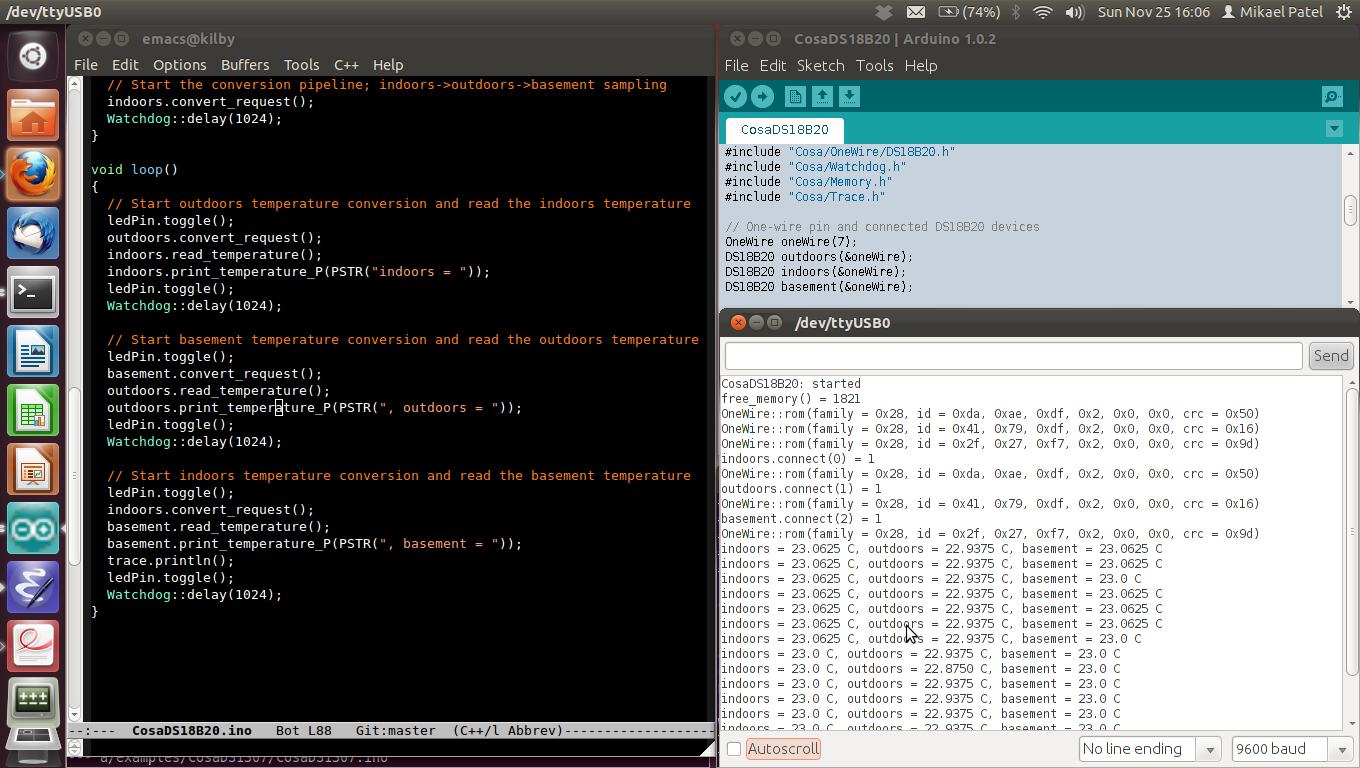 /dev/ttyUSB0
(74%)
Sun Nov 25 16:06
Mikael Patel
emacs@kilby
File Edit Options Buffers Tools C++ Help
// Start the conversion pipeline; indoors->outdoors->basement sampling
indoors.convert_request();
Watchdog::delay(1024);
}
void loop()
{
// Start outdoors temperature conversion and read the indoors temperature
ledPin.toggle();
outdoors.convert_request();
indoors.read_temperature();
indoors.print_temperature_P(PSTR("indoors = "));
ledPin.toggle();
Watchdog::delay(1024);
// Start basement temperature conversion and read the outdoors temperature
ledPin.toggle();
basement.convert_request();
outdoors.read_temperature();
outdoors.print_temperature_P(PSTR(", outdoors = "));
ledPin.toggle();
Watchdog::delay(1024);
// Start indoors temperature conversion and read the basement temperature
ledPin.toggle();
indoors.convert_request();
basement.read_temperature();
basement.print_temperature_P(PSTR(", basement = "));
trace.println();
ledPin.toggle();
Watchdog::delay(1024);
}
--:--- CosaDS18B20.ino Bot L88 Git:master (C++/l Abbrev)-------------------
a/examples/CosaDS1307/CosaDS1307.ino
CosaDS18B20 | Arduino 1.0.2
File Edit Sketch Tools Help
CosaDS18B20
#include "Cosa/OneWire/DS18B20.h"
#include "Cosa/Watchdog.h"
#include "Cosa/Memory.h"
#include "Cosa/Trace.h"
// One-wire pin and connected DS18B20 devices
OneWire oneWire(7);
DS18B20 outdoors(&oneWire);
DS18B20 indoors(&oneWire);
DS18B20 basement(&oneWire);
/dev/ttyUSB0
Send
CosaDS18B20: started
free_memory() = 1821
OneWire::rom(family = 0x28, id = 0xda, 0xae, 0xdf, 0x2, 0x0, 0x0, crc = 0x50)
OneWire::rom(family = 0x28, id = 0x41, 0x79, 0xdf, 0x2, 0x0, 0x0, crc = 0x16)
OneWire::rom(family = 0x28, id = 0x2f, 0x27, 0xf7, 0x2, 0x0, 0x0, crc = 0x9d)
indoors.connect(0) = 1
OneWire::rom(family = 0x28, id = 0xda, 0xae, 0xdf, 0x2, 0x0, 0x0, crc = 0x50)
outdoors.connect(1) = 1
OneWire::rom(family = 0x28, id = 0x41, 0x79, 0xdf, 0x2, 0x0, 0x0, crc = 0x16)
basement.connect(2) = 1
OneWire::rom(family = 0x28, id = 0x2f, 0x27, 0xf7, 0x2, 0x0, 0x0, crc = 0x9d)
indoors = 23.0625 C, outdoors = 22.9375 C, basement = 23.0625 C
indoors = 23.0625 C, outdoors = 22.9375 C, basement = 23.0625 C
indoors = 23.0625 C, outdoors = 22.9375 C, basement = 23.0 C
indoors = 23.0625 C, outdoors = 22.9375 C, basement = 23.0625 C
indoors = 23.0625 C, outdoors = 22.9375 C, basement = 23.0625 C
indoors = 23.0625 C, outdoors = 22.9375 C, basement = 23.0625 C
indoors = 23.0625 C, outdoors = 22.9375 C, basement = 23.0 C
indoors = 23.0 C, outdoors = 22.9375 C, basement = 23.0 C
indoors = 23.0 C, outdoors = 22.8750 C, basement = 23.0 C
indoors = 23.0 C, outdoors = 22.9375 C, basement = 23.0 C
indoors = 23.0 C, outdoors = 22.9375 C, basement = 23.0 C
indoors = 23.0 C, outdoors = 22.9375 C, basement = 23.0 C
indoors = 23.0 C, outdoors = 22.9375 C, basement = 23.0 C
Autoscroll
No line ending
9600 baud